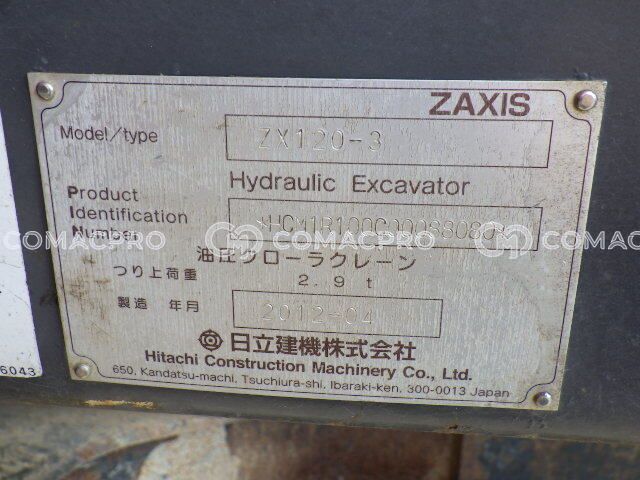 ZAXIS
Model/type ZX120-3
Hydraulic Excavator
Product
Identification
Number
油圧クローラクレーン
つり上荷重 2.9 t
製造 年月 2012-04
日立建機株式会社
Hitachi Construction Machinery Co., Ltd.
650, Kandatsu-machi, Tsuchiura-shi, Ibaraki-ken, 300-0013 Japan
6043
COMACPRO COMACPRO COMACPRO